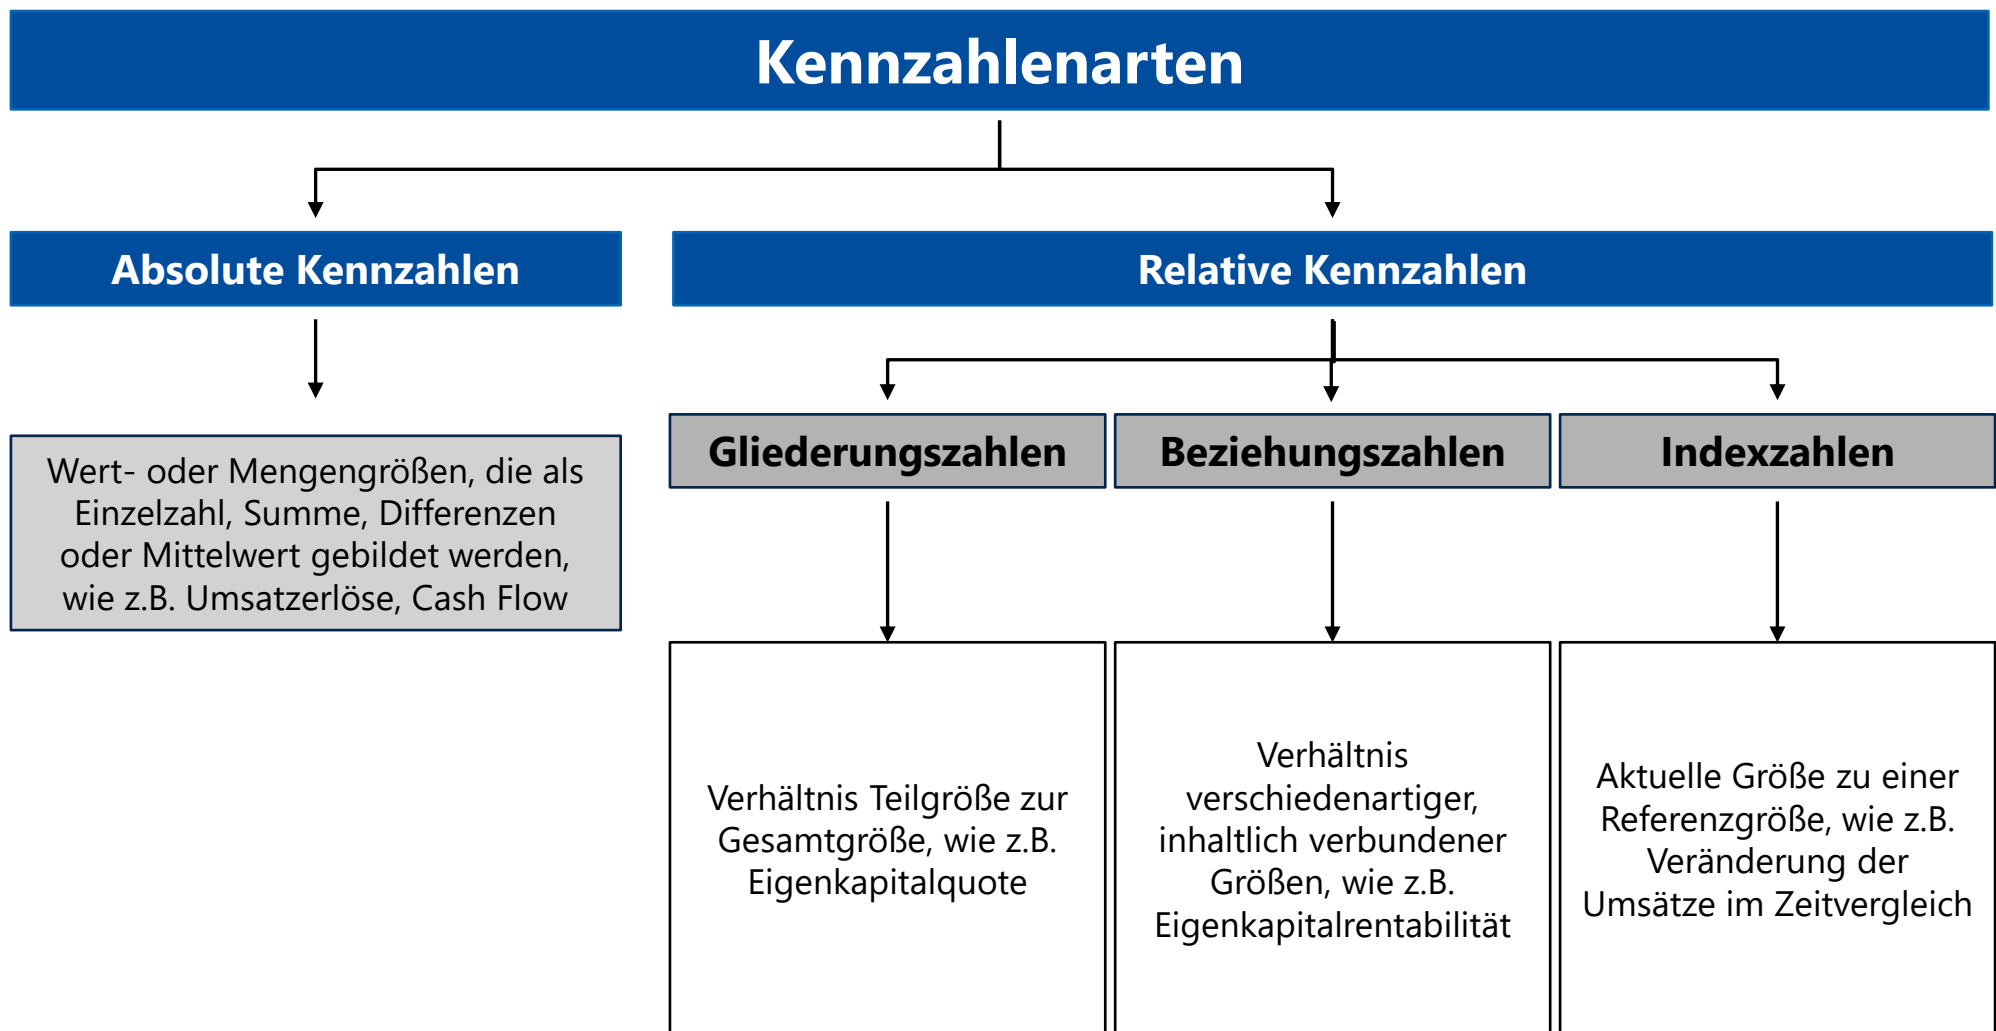 Kennzahlenarten
Absolute Kennzahlen
Relative Kennzahlen
Wert- oder Mengengrößen, die als
Einzelzahl, Summe, Differenzen
oder Mittelwert gebildet werden,
wie z.B. Umsatzerlöse, Cash Flow
Gliederungszahlen
Beziehungszahlen
Indexzahlen
Verhältnis Teilgröße zur
Gesamtgröße, wie z.B.
Eigenkapitalquote
Verhältnis
verschiedenartiger,
inhaltlich verbundener
Größen, wie z.B.
Eigenkapitalrentabilität
Aktuelle Größe zu einer
Referenzgröße, wie z.B.
Veränderung der
Umsätze im Zeitvergleich